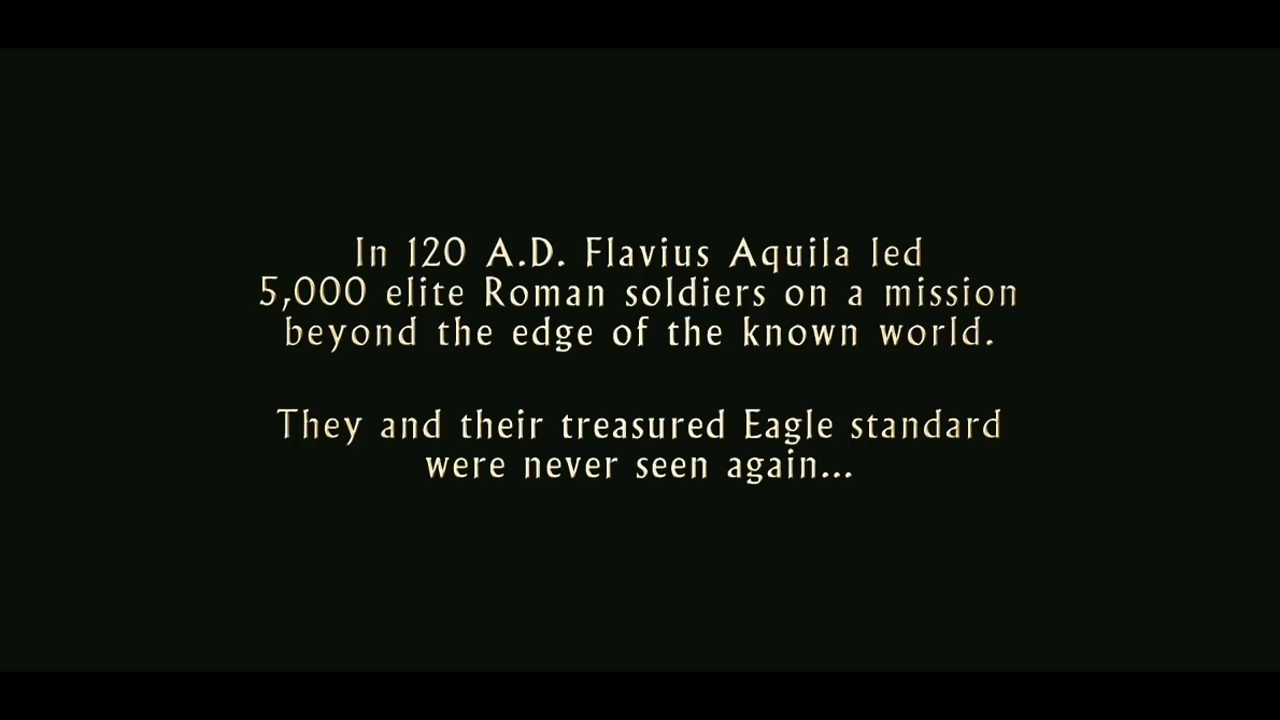 In 120 A.D. Flavius Aquila led
5,000 elite Roman soldiers on a mission
beyond the edge of the known world.
They and their treasured Eagle standard
were never seen again...